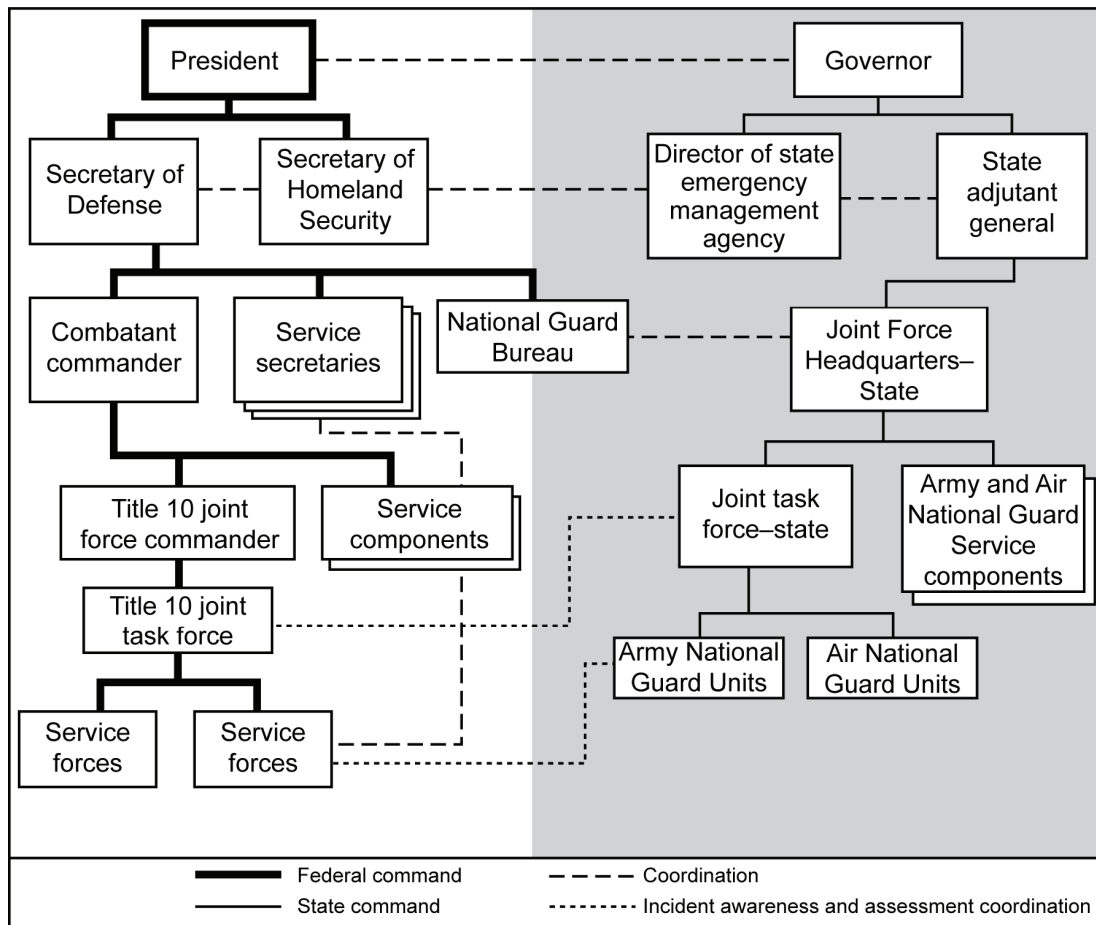 President
Governor
Secretary of
Defense
Secretary of
Homeland
Security
Director of state
emergency
management
agency
State
adjutant
general
Combatant
commander
Service
secretaries
National Guard
Bureau
Joint Force
Headquarters–
State
Title 10 joint
force commander
Service
components
Joint task
force–state
Army and Air
National Guard
Service
components
Title 10 joint
task force
Army National
Guard Units
Air National
Guard Units
Service
forces
Service
forces
Federal command
Coordination
State command
Incident awareness and assessment coordination